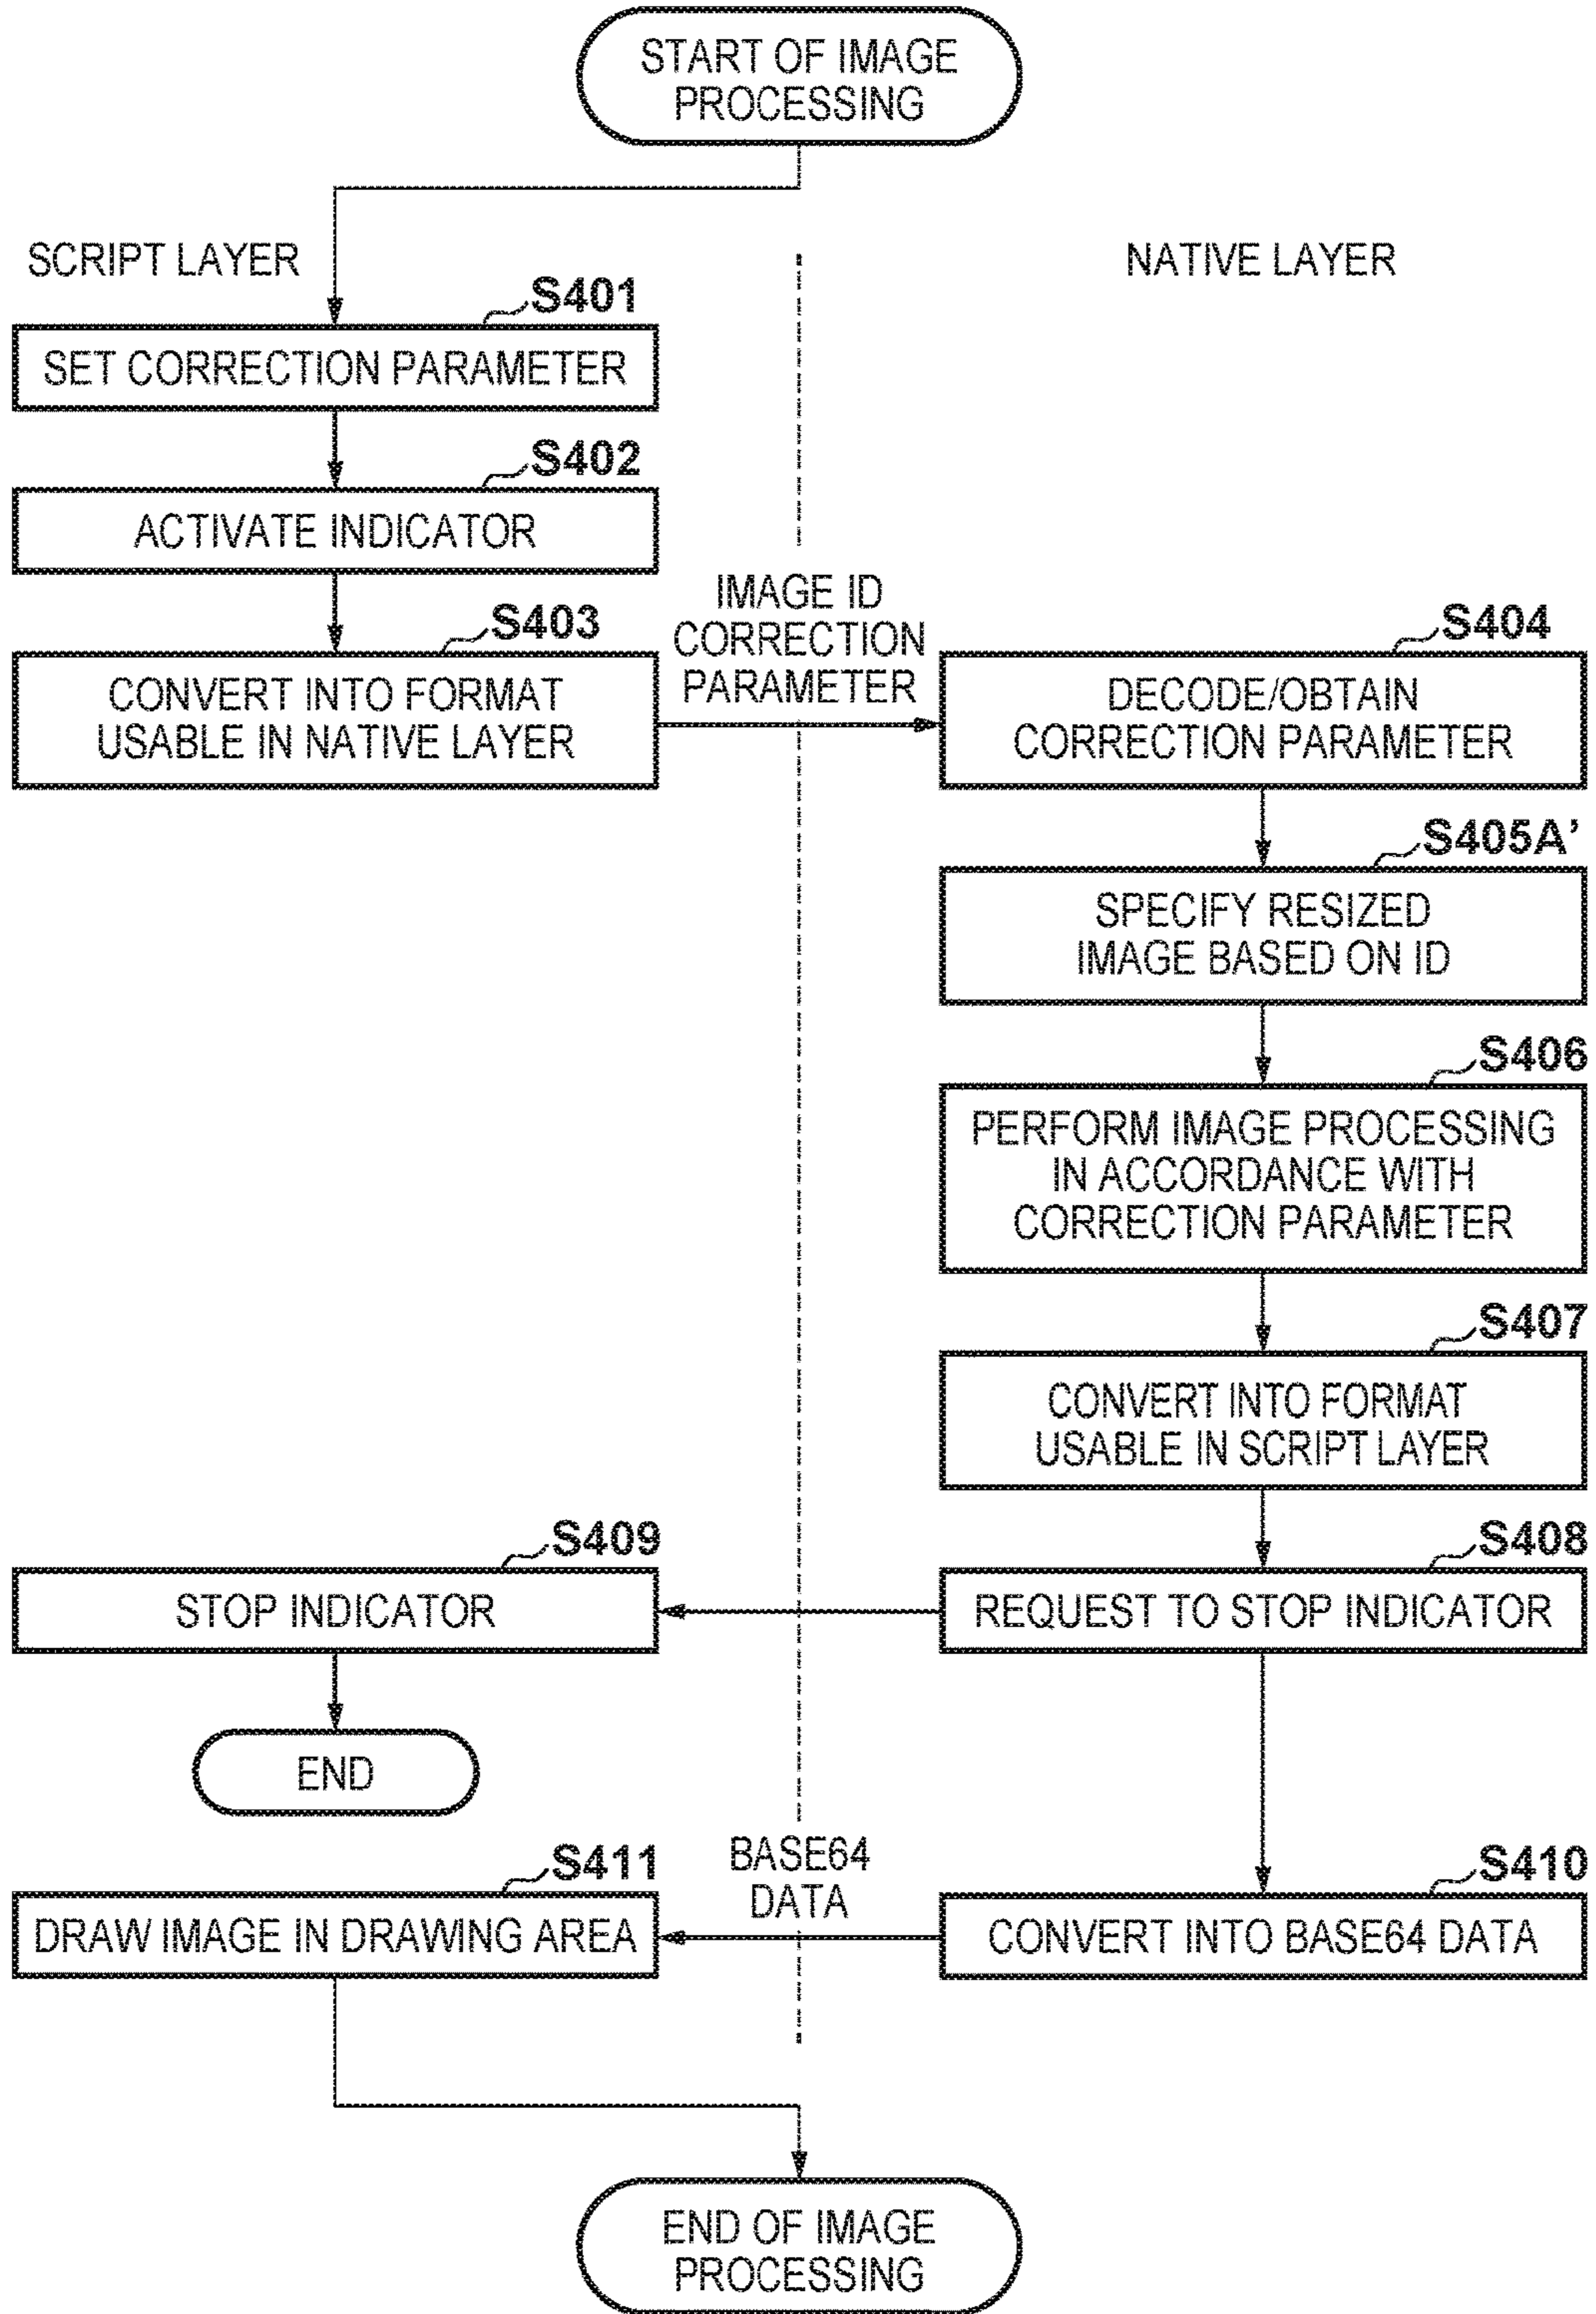 START OF IMAGE
PROCESSING
SCRIPT LAYER
NATIVE LAYER
S401
SET CORRECTION PARAMETER
S402
ACTIVATE INDICATOR
S403
CONVERT INTO FORMAT
USABLE IN NATIVE LAYER
IMAGE ID
CORRECTION
PARAMETER
S404
DECODE/OBTAIN
CORRECTION PARAMETER
S405A'
SPECIFY RESIZED
IMAGE BASED ON ID
S406
PERFORM IMAGE PROCESSING
IN ACCORDANCE WITH
CORRECTION PARAMETER
S407
CONVERT INTO FORMAT
USABLE IN SCRIPT LAYER
S408
REQUEST TO STOP INDICATOR
S409
STOP INDICATOR
END
S410
CONVERT INTO BASE64 DATA
BASE64
DATA
S411
DRAW IMAGE IN DRAWING AREA
END OF IMAGE
PROCESSING